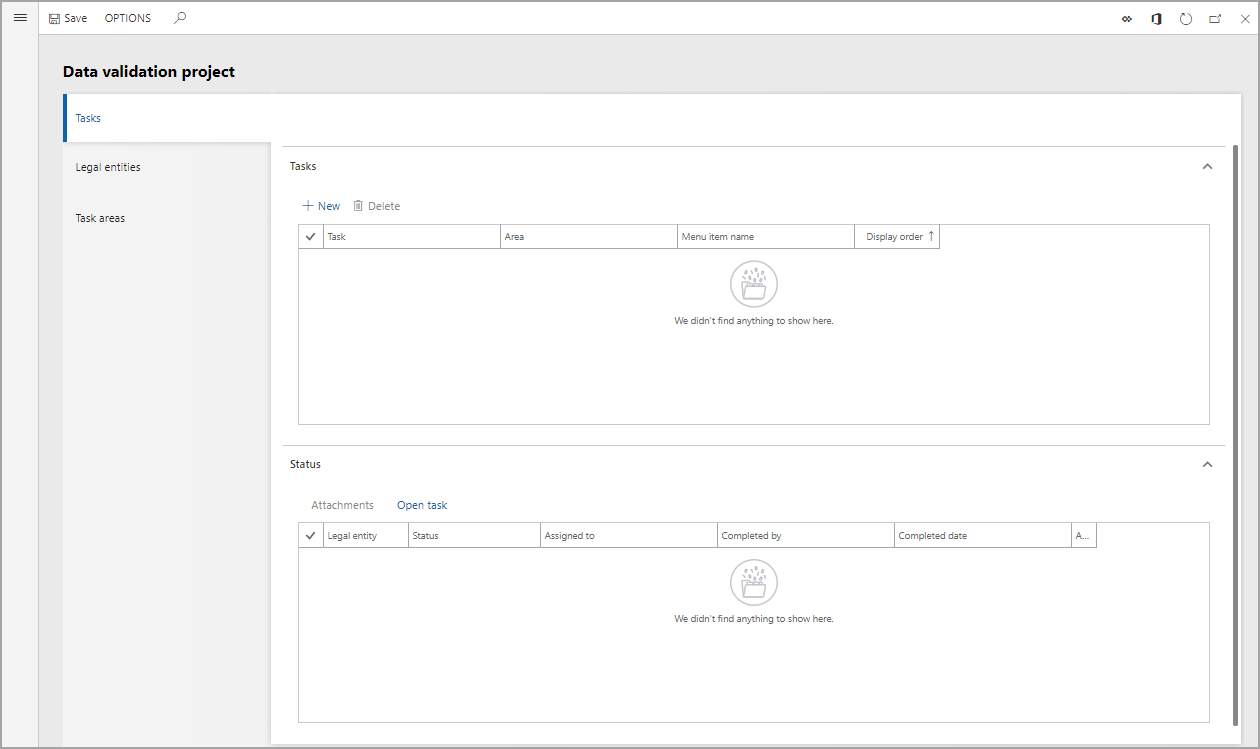 Save OPTIONS
Data validation project
Tasks
Legal entities
Task areas
Tasks
New Delete
Task Area Menu item name Display order
We didn't find anything to show here.
Status
Attachments Open task
Legal entity Status Assigned to Completed by Completed date A...
We didn't find anything to show here.